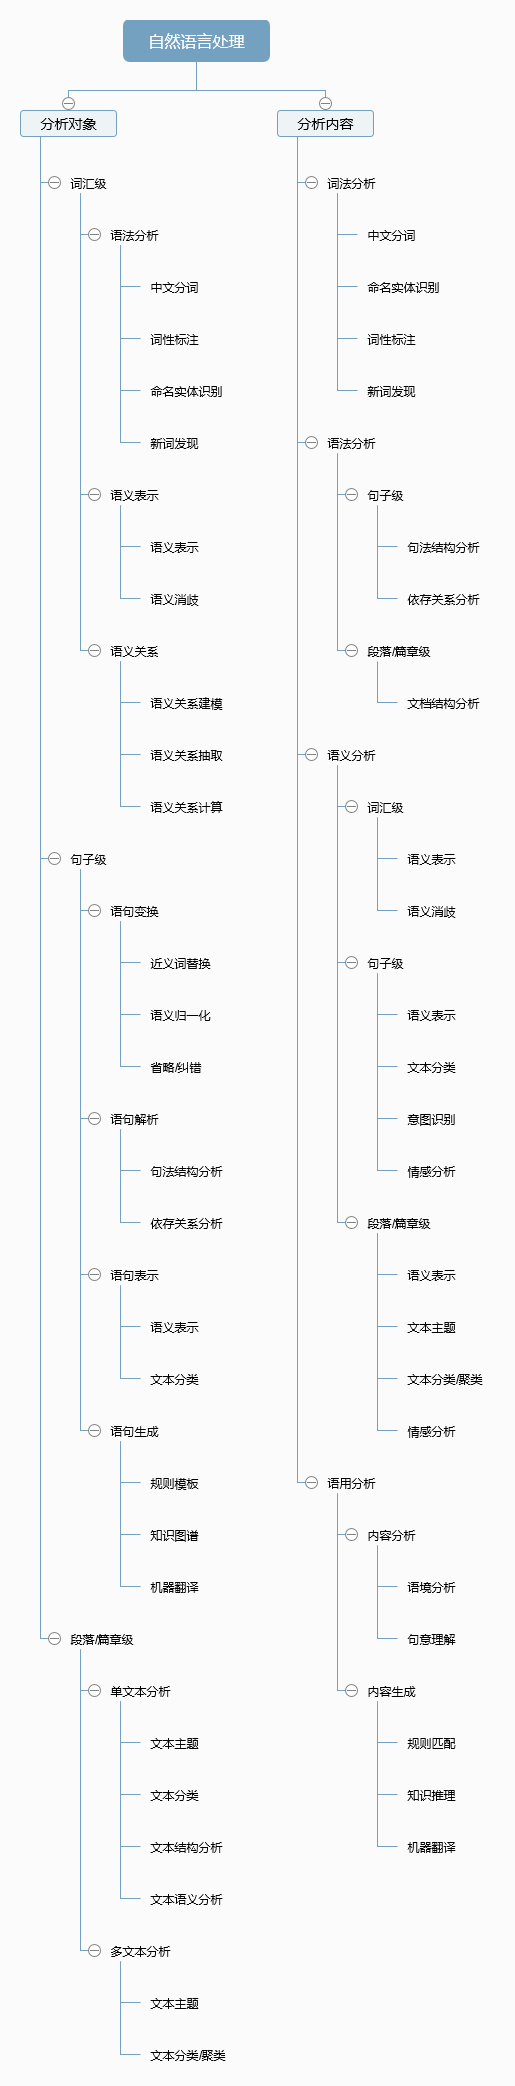 自然语言处理
分析对象
词汇级
语法分析
中文分词
词性标注
命名实体识别
新词发现
语义表示
语义表示
语义消歧
语义关系
语义关系建模
语义关系抽取
语义关系计算
句子级
语句变换
近义词替换
语义归一化
省略/纠错
语句解析
句法结构分析
依存关系分析
语句表示
语义表示
文本分类
语句生成
规则模板
知识图谱
机器翻译
段落/篇章级
单文本分析
文本主题
文本分类
文本结构分析
文本语义分析
多文本分析
文本主题
文本分类/聚类
分析内容
词法分析
中文分词
命名实体识别
词性标注
新词发现
语法分析
句子级
句法结构分析
依存关系分析
段落/篇章级
文档结构分析
语义分析
词汇级
语义表示
语义消歧
句子级
语义表示
文本分类
意图识别
情感分析
段落/篇章级
语义表示
文本主题
文本分类/聚类
情感分析
语用分析
内容分析
语境分析
句意理解
内容生成
规则匹配
知识推理
机器翻译